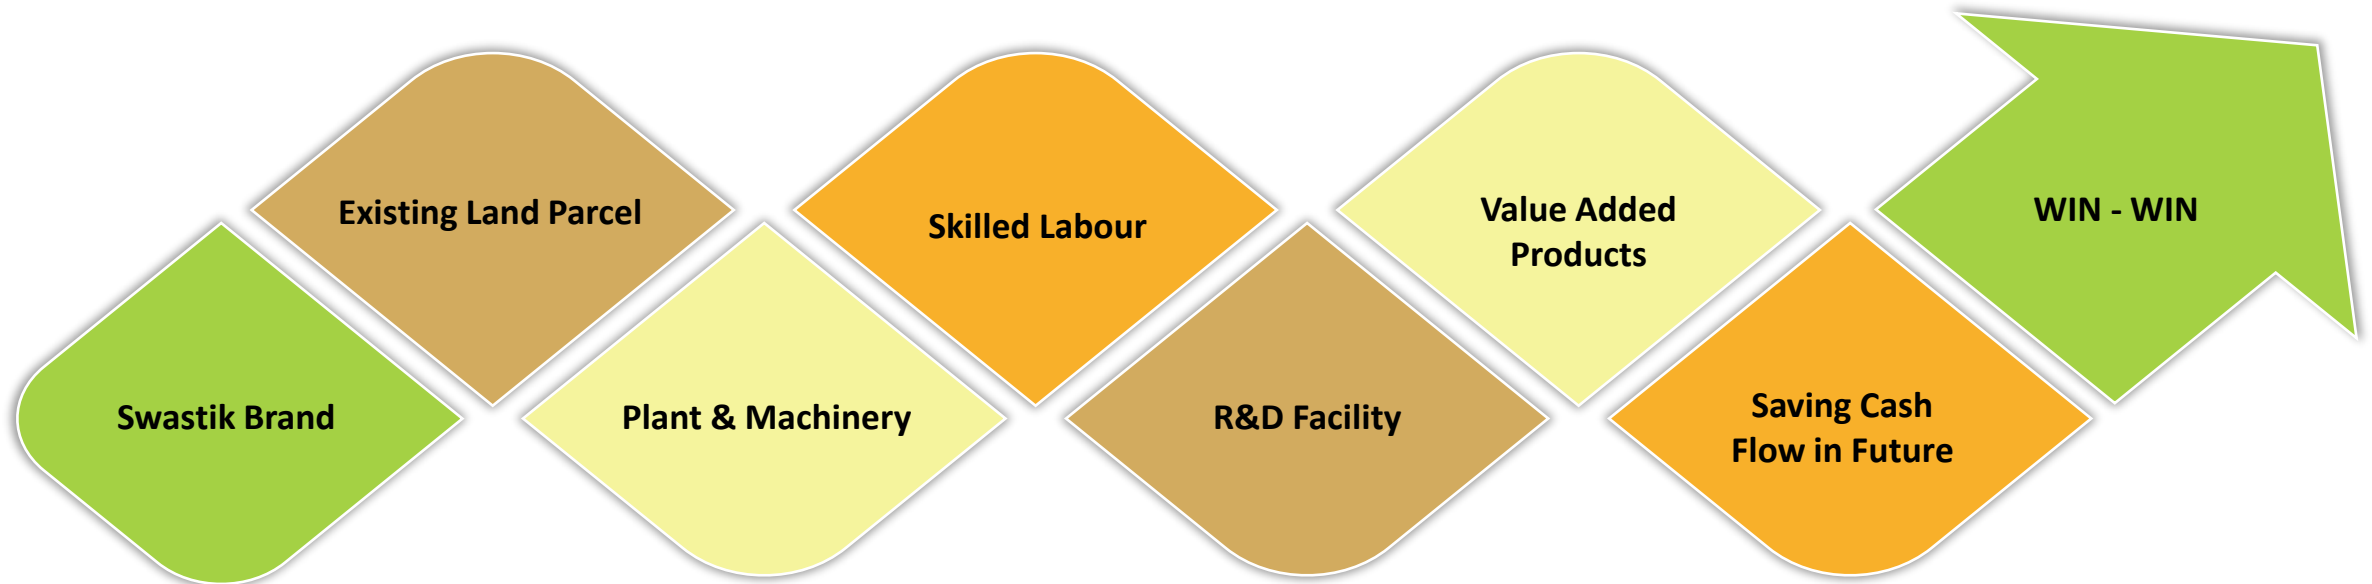 Swastik Brand
Existing Land Parcel
Plant & Machinery
Skilled Labour
R&D Facility
Value Added
Products
Saving Cash
Flow in Future
WIN - WIN